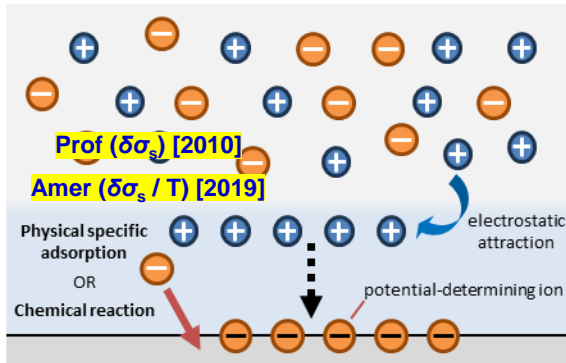 Prof (δσs) [2010]
Amer (δσs / T) [2019]
electrostatic
attraction
Physical specific
adsorption
OR
Chemical reaction
potential-determining ion